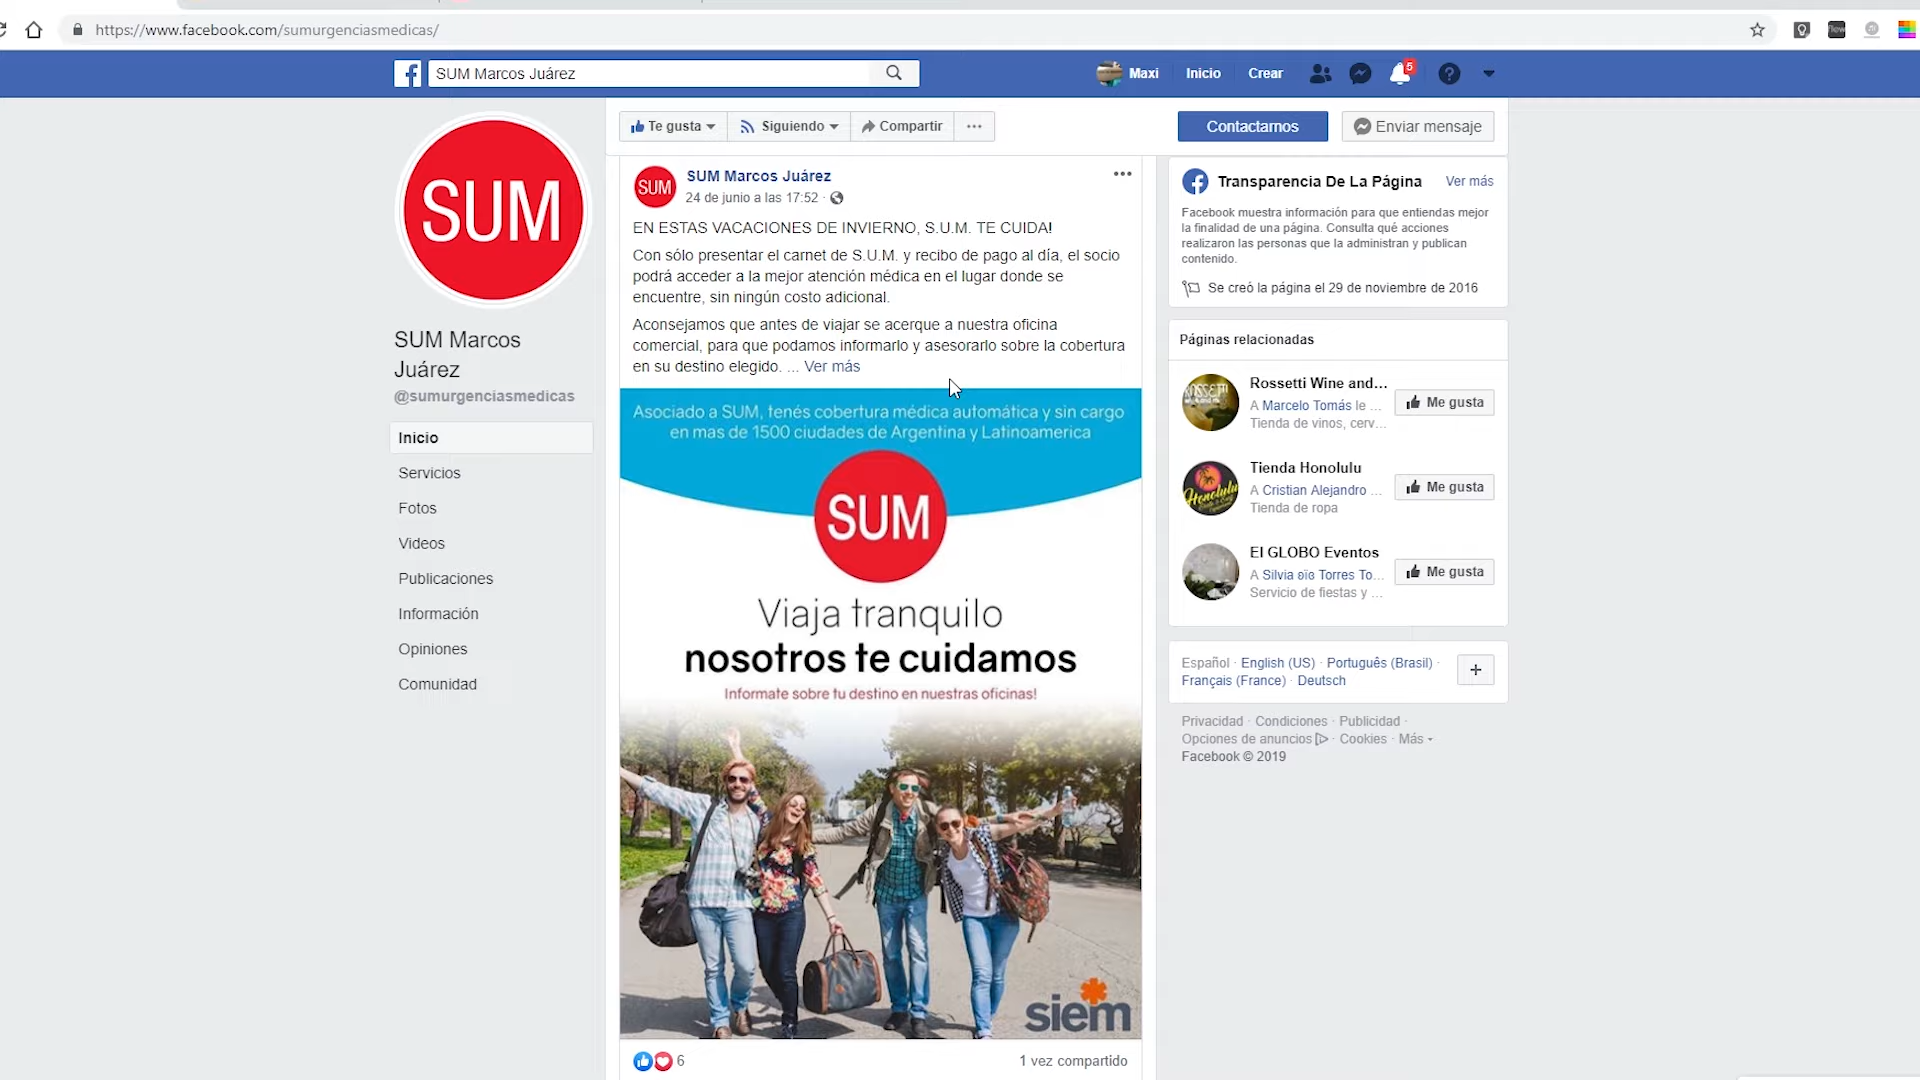 https://www.facebook.com/sumurgenciasmedicas/
SUM Marcos Juárez
Maxi
Inicio
Crear
5
Te gusta
Siguiendo
Compartir
Contactarnos
Enviar mensaje
SUM
SUM Marcos
Juárez
@sumurgenciasmedicas
Inicio
Servicios
Fotos
Videos
Publicaciones
Información
Opiniones
Comunidad
SUM
SUM Marcos Juárez
24 de junio a las 17:52 ·
EN ESTAS VACACIONES DE INVIERNO, S.U.M. TE CUIDA!
Con sólo presentar el carnet de S.U.M. y recibo de pago al día, el socio
podrá acceder a la mejor atención médica en el lugar donde se
encuentre, sin ningún costo adicional.
Aconsejamos que antes de viajar se acerque a nuestra oficina
comercial, para que podamos informarlo y asesorarlo sobre la cobertura
en su destino elegido. ... Ver más
Asociado a SUM, tenés cobertura médica automática y sin cargo
en mas de 1500 ciudades de Argentina y Latinoamerica
SUM
Viaja tranquilo
nosotros te cuidamos
Informate sobre tu destino en nuestras oficinas!
siem
6
1 vez compartido
Transparencia De La Página
Ver más
Facebook muestra información para que entiendas mejor
la finalidad de una página. Consulta qué acciones
realizaron las personas que la administran y publican
contenido.
Se creó la página el 29 de noviembre de 2016
Páginas relacionadas
Rossetti Wine and...
A Marcelo Tomás le ...
Tienda de vinos, cerv...
Me gusta
Tienda Honolulu
A Cristian Alejandro ...
Tienda de ropa
Me gusta
El GLOBO Eventos
A Silvia ʚïɞ Torres To...
Servicio de fiestas y ...
Me gusta
Español · English (US) · Português (Brasil) ·
Français (France) · Deutsch
Privacidad · Condiciones · Publicidad ·
Opciones de anuncios · Cookies · Más
Facebook © 2019